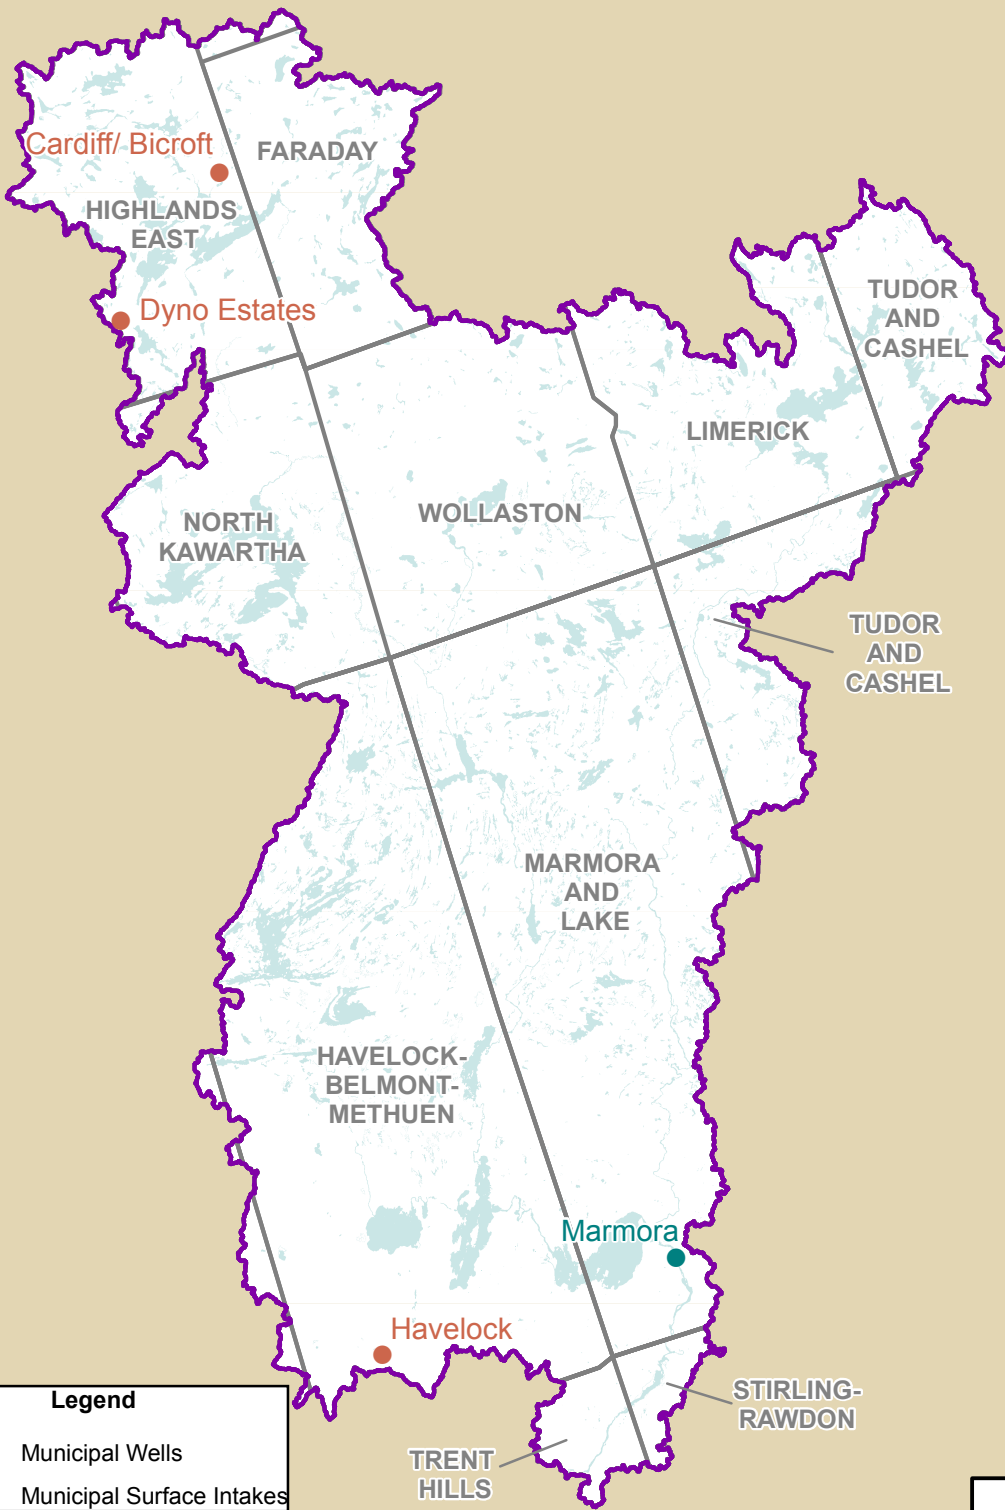 Cardiff/ Bicroft
FARADAY
HIGHLANDS
EAST
Dyno Estates
TUDOR
AND
CASHEL
LIMERICK
WOLLASTON
NORTH
KAWARTHA
TUDOR
AND
CASHEL
MARMORA
AND
LAKE
HAVELOCK-
BELMONT-
METHUEN
Marmora
Havelock
STIRLING-
RAWDON
TRENT
HILLS
Legend
Municipal Wells
Municipal Surface Intakes